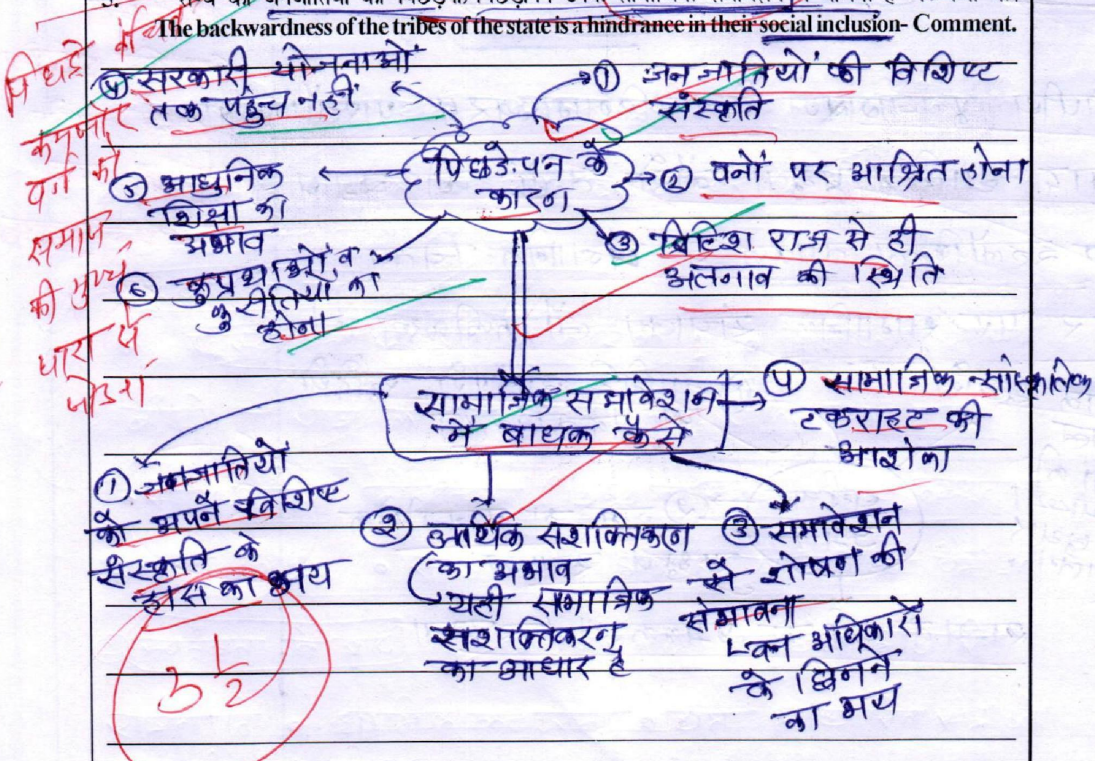 The backwardness of the tribes of the state is a hindrance in their social inclusion- Comment.
पिछड़े
कमजोर
वर्ग को
समाज
की मुख्य
धारा से
जोड़ना
पिछड़ेपन के
कारण
① जनजातियों की विशिष्ट
संस्कृति
② वनों पर आश्रित होना
③ ब्रिटिश राज से ही
अलगाव की स्थिति
④ सरकारी योजनाओं
तक पहुंच नहीं
⑤ आधुनिक
शिक्षा का
अभाव
⑥ कुप्रथाओं व
कुरीतियों का
होना
सामाजिक समावेशन
में बाधक कैसे
① जनजातियों
को अपने विशिष्ट
संस्कृति के
ह्रास का भय
② आर्थिक सशक्तिकरण
का अभाव
यही सामाजिक
सशक्तिकरण
का आधार है
③ समावेशन
से शोषण की
संभावना
वन अधिकारों
के छिनने
का भय
4 सामाजिक-सांस्कृतिक
टकराहट की
आशंका
3 1/2